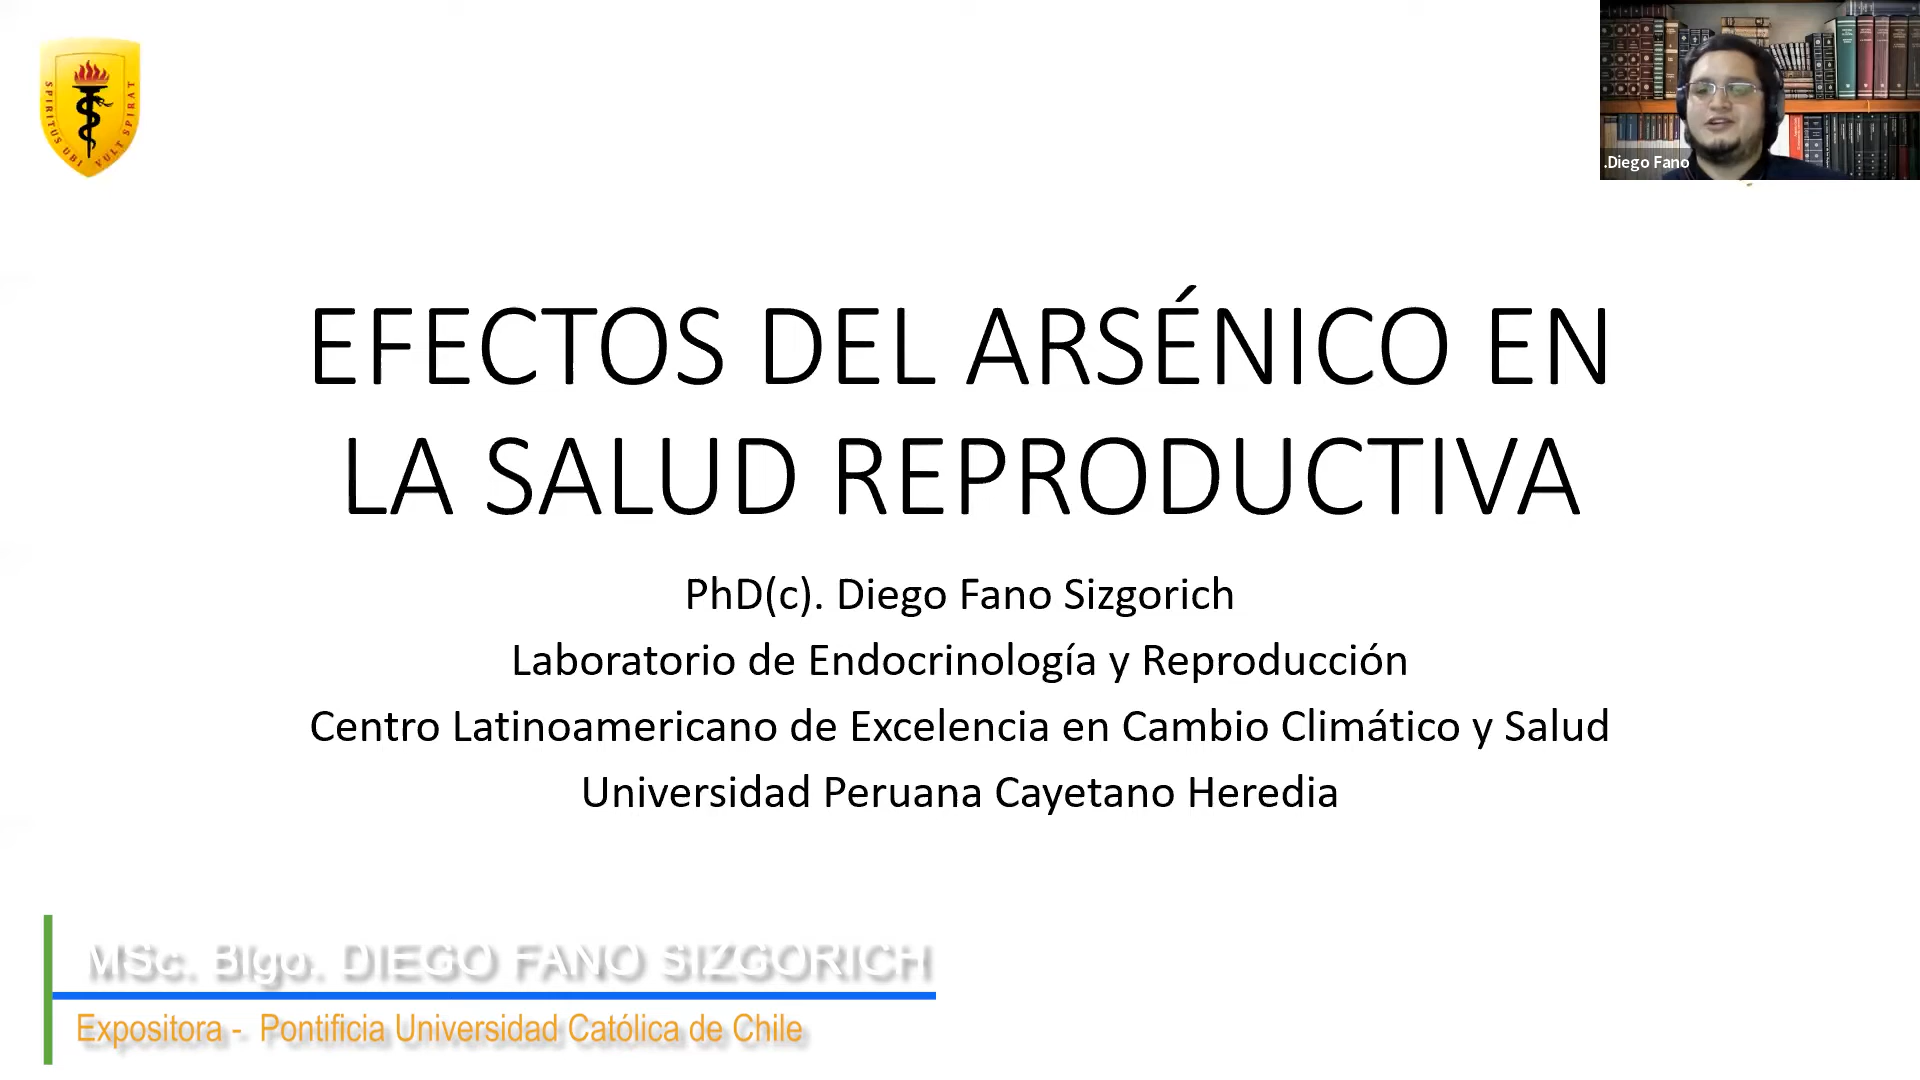 SPIRITUS UBI VULT SPIRAT
.Diego Fano
EFECTOS DEL ARSÉNICO EN
LA SALUD REPRODUCTIVA
PhD(c). Diego Fano Sizgorich
Laboratorio de Endocrinología y Reproducción
Centro Latinoamericano de Excelencia en Cambio Climático y Salud
Universidad Peruana Cayetano Heredia
MSc. Blgo. DIEGO FANO SIZGORICH
Expositora - Pontificia Universidad Católica de Chile